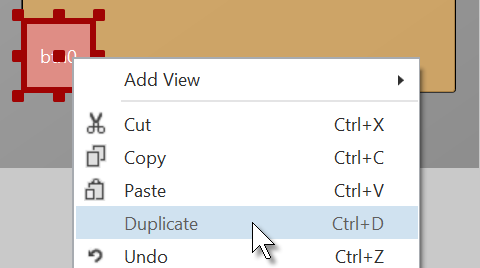 Add View
Cut Ctrl+X
Copy Ctrl+C
Paste Ctrl+V
Duplicate Ctrl+D
Undo Ctrl+Z